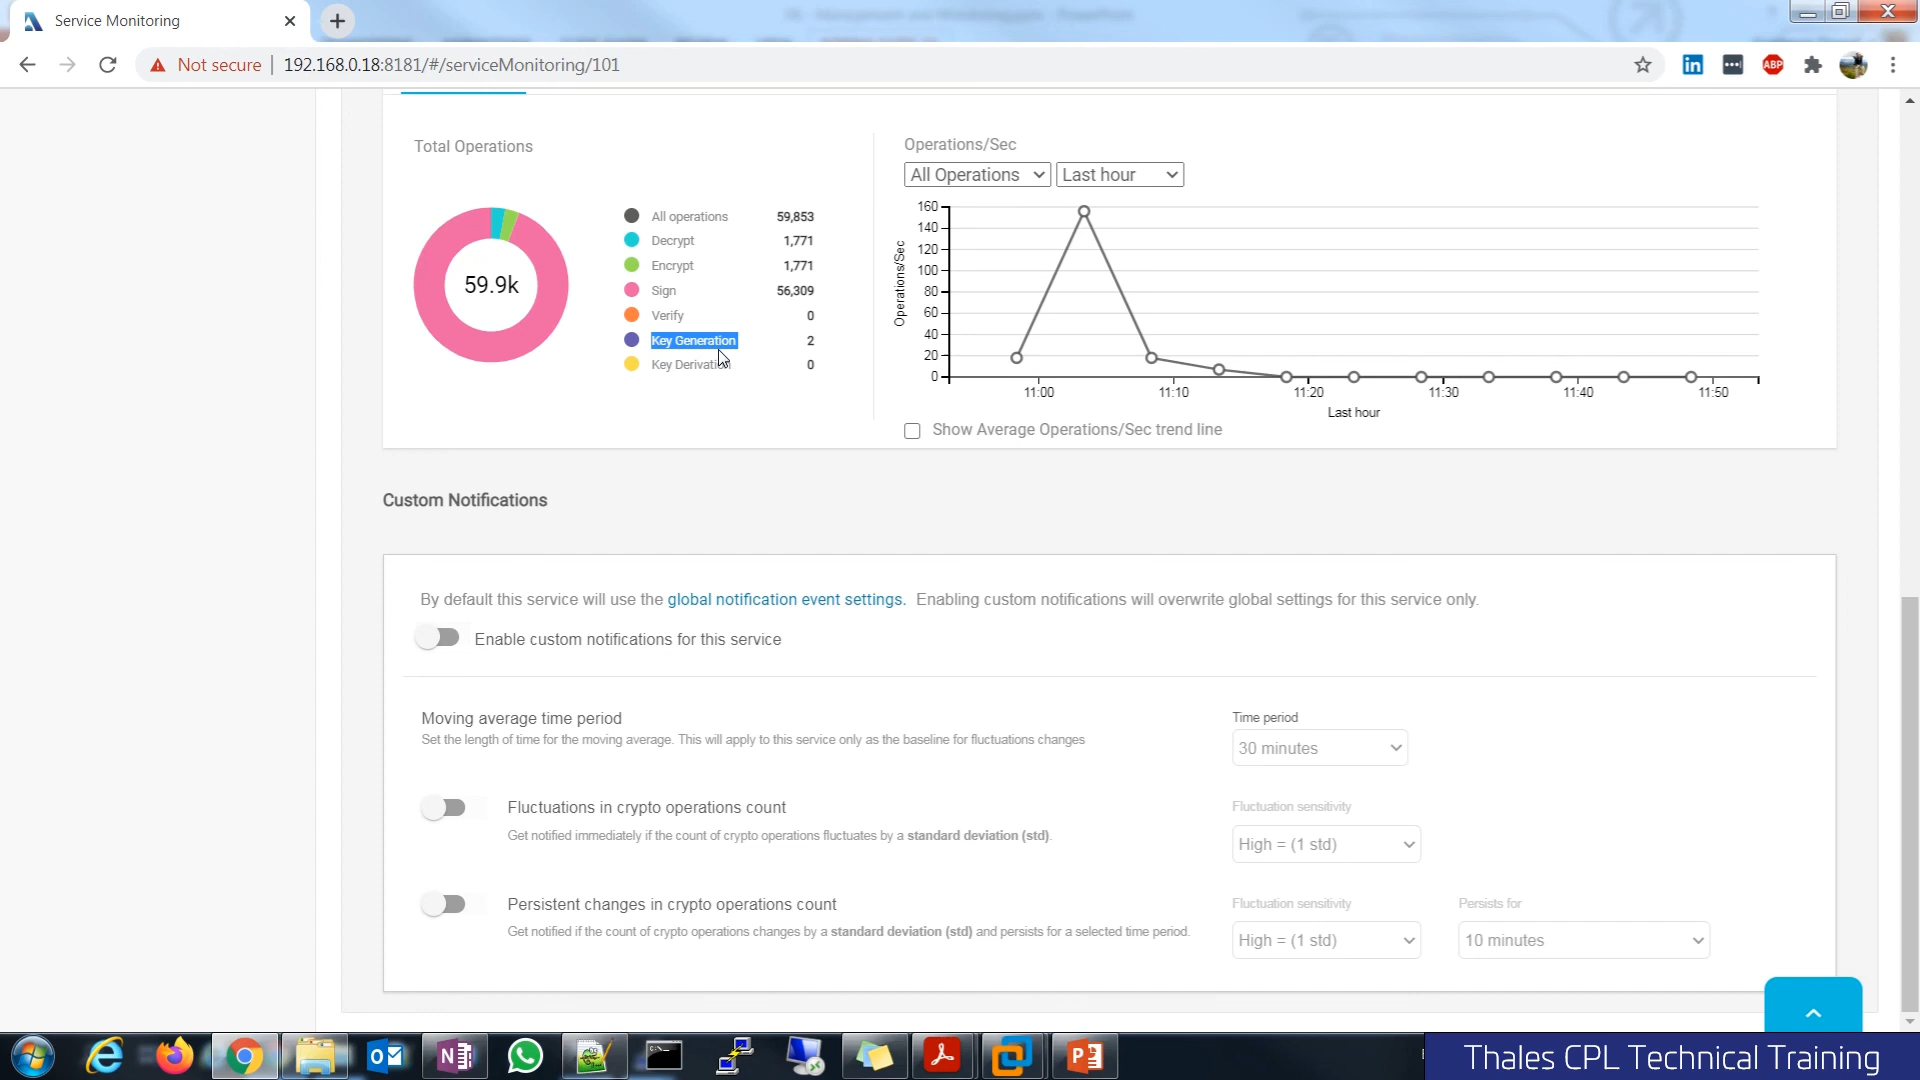 Service Monitoring
Not secure
192.168.0.18:8181/#/serviceMonitoring/101
ABP
Total Operations
59.9k
All operations 59,853
Decrypt 1,771
Encrypt 1,771
Sign 56,309
Verify 0
Key Generation 2
Key Derivati 0
Operations/Sec
All Operations Last hour
Operations/Sec
160
140
120
100
80
60
40
20
0
11:00 11:10 11:20 11:30 11:40 11:50
Last hour
Show Average Operations/Sec trend line
Custom Notifications
By default this service will use the global notification event settings. Enabling custom notifications will overwrite global settings for this service only.
Enable custom notifications for this service
Moving average time period
Set the length of time for the moving average. This will apply to this service only as the baseline for fluctuations changes
Time period
30 minutes
Fluctuations in crypto operations count
Get notified immediately if the count of crypto operations fluctuates by a standard deviation (std).
Fluctuation sensitivity
High = (1 std)
Persistent changes in crypto operations count
Get notified if the count of crypto operations changes by a standard deviation (std) and persists for a selected time period.
Fluctuation sensitivity
High = (1 std)
Persists for
10 minutes
Thales CPL Technical Training